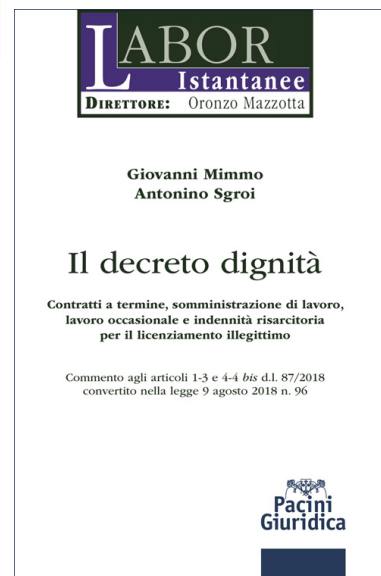 LABOR
Istantanee
DIRETTORE: Oronzo Mazzotta
Giovanni Mimmo
Antonino Sgroi
Il decreto dignità
Contratti a termine, somministrazione di lavoro,
lavoro occasionale e indennità risarcitoria
per il licenziamento illegittimo
Commento agli articoli 1-3 e 4-4 bis d.l. 87/2018
convertito nella legge 9 agosto 2018 n. 96
Pacini
Giuridica